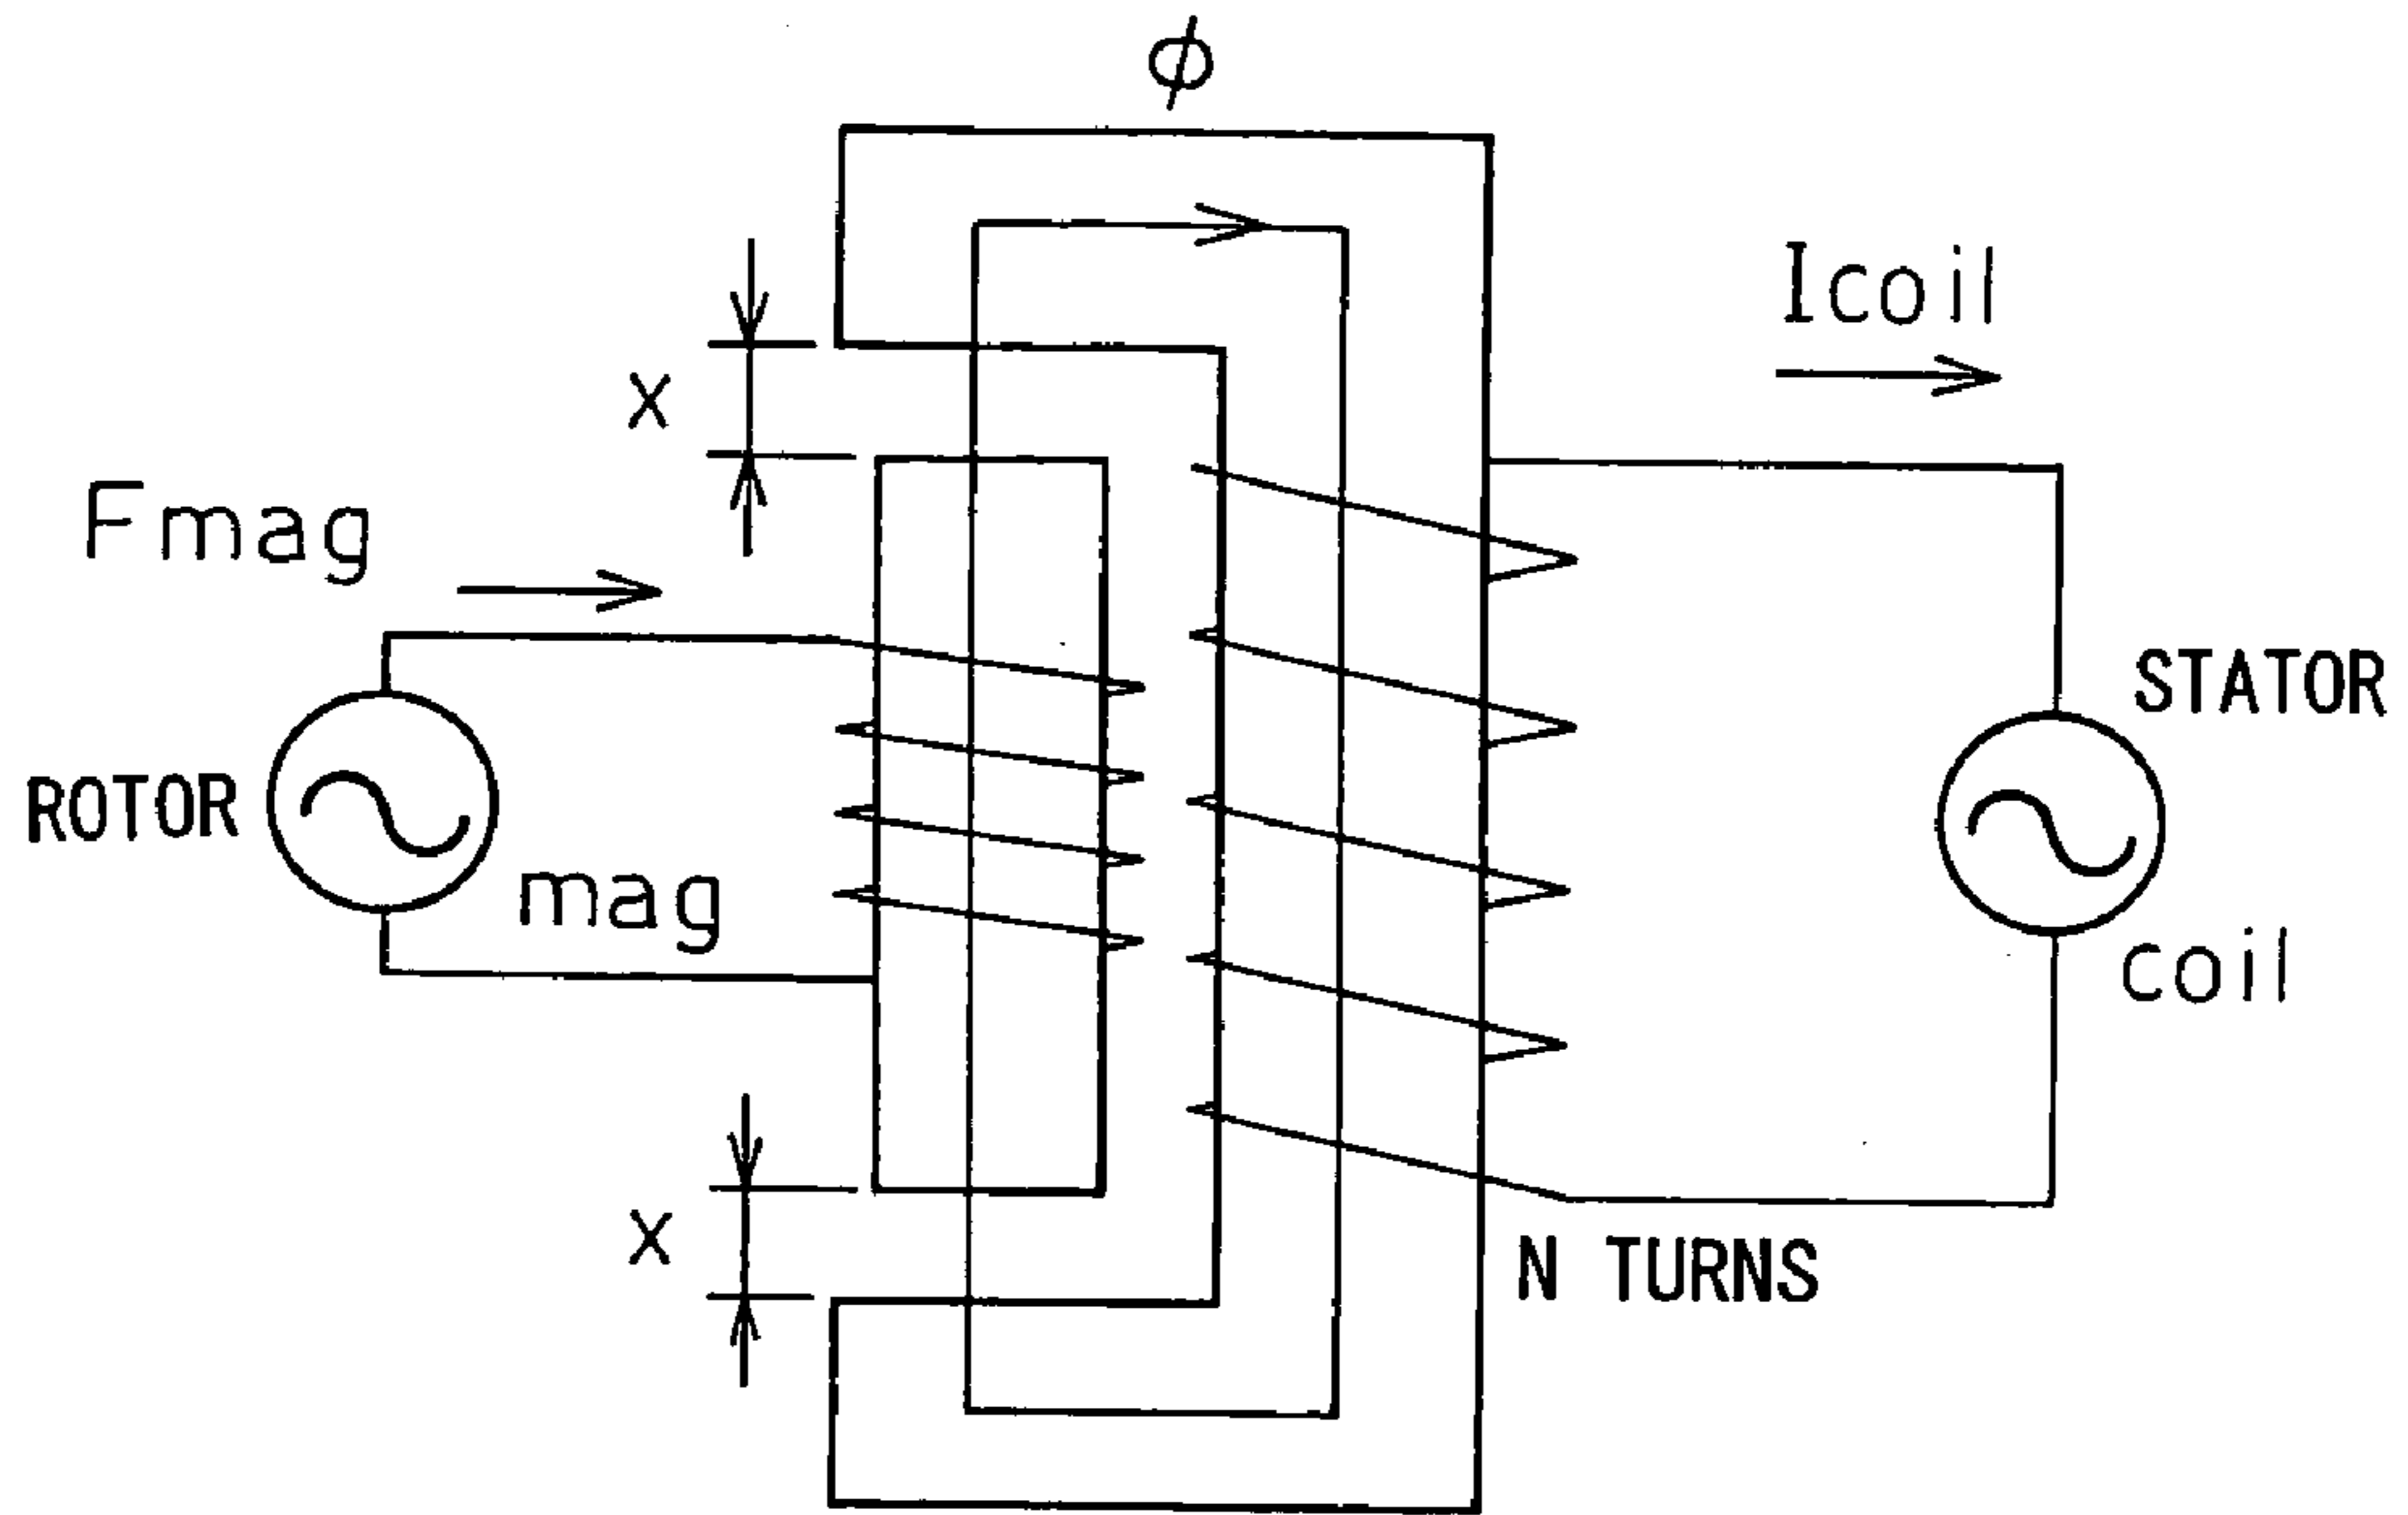 ϕ
Icoil
x
Fmag
STATOR
ROTOR
mag
coil
x
N TURNS